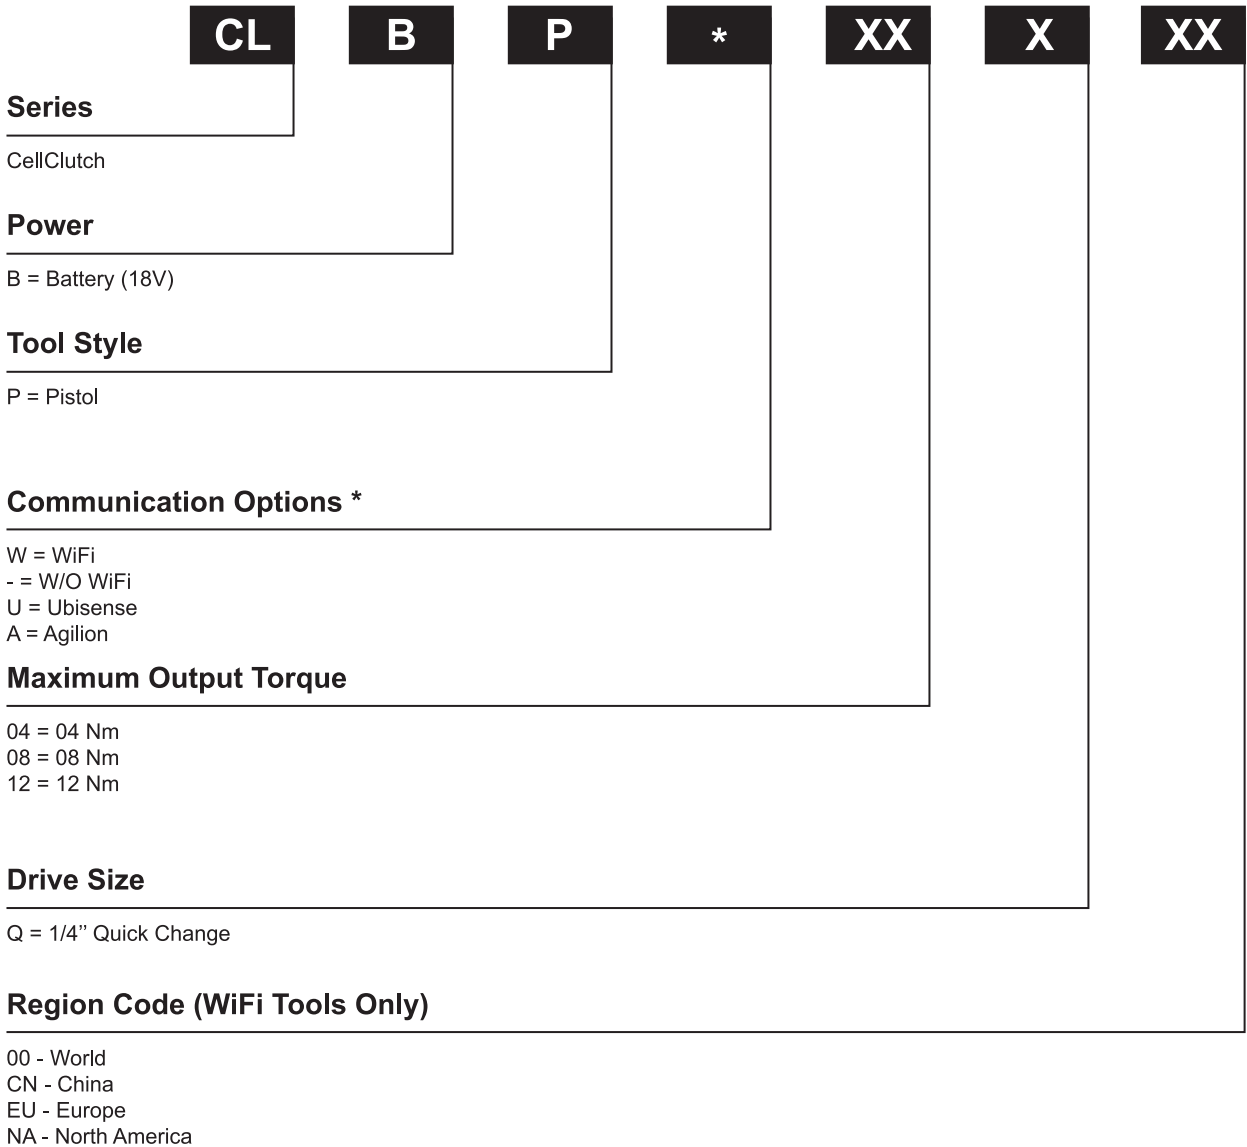 CL B P * XX X XX
Series
CellClutch
Power
B = Battery (18V)
Tool Style
P = Pistol
Communication Options *
W = WiFi
- = W/O WiFi
U = Ubisense
A = Agilion
Maximum Output Torque
04 = 04 Nm
08 = 08 Nm
12 = 12 Nm
Drive Size
Q = 1/4’’ Quick Change
Region Code (WiFi Tools Only)
00 - World
CN - China
EU - Europe
NA - North America